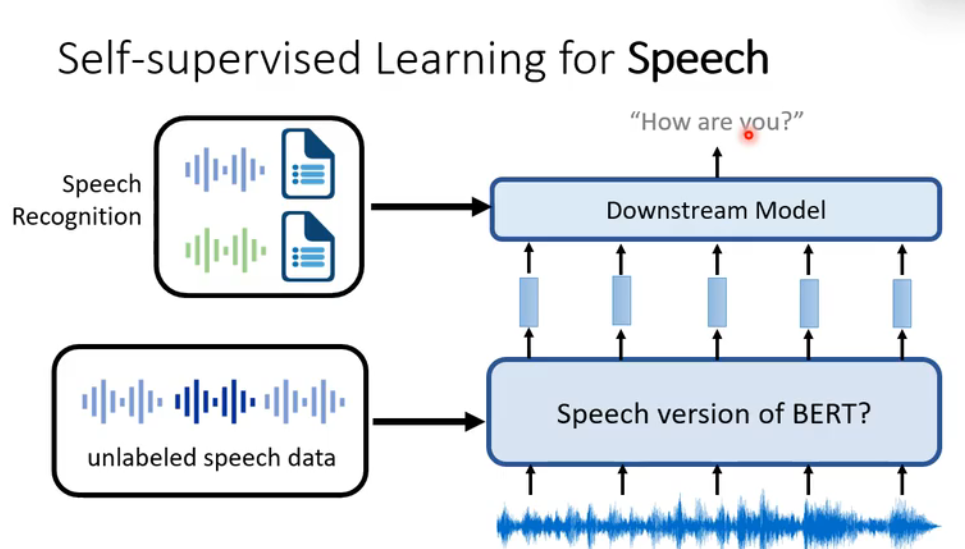 Self-supervised Learning for Speech
“How are you?”
Speech
Recognition
Downstream Model
Speech version of BERT?
unlabeled speech data